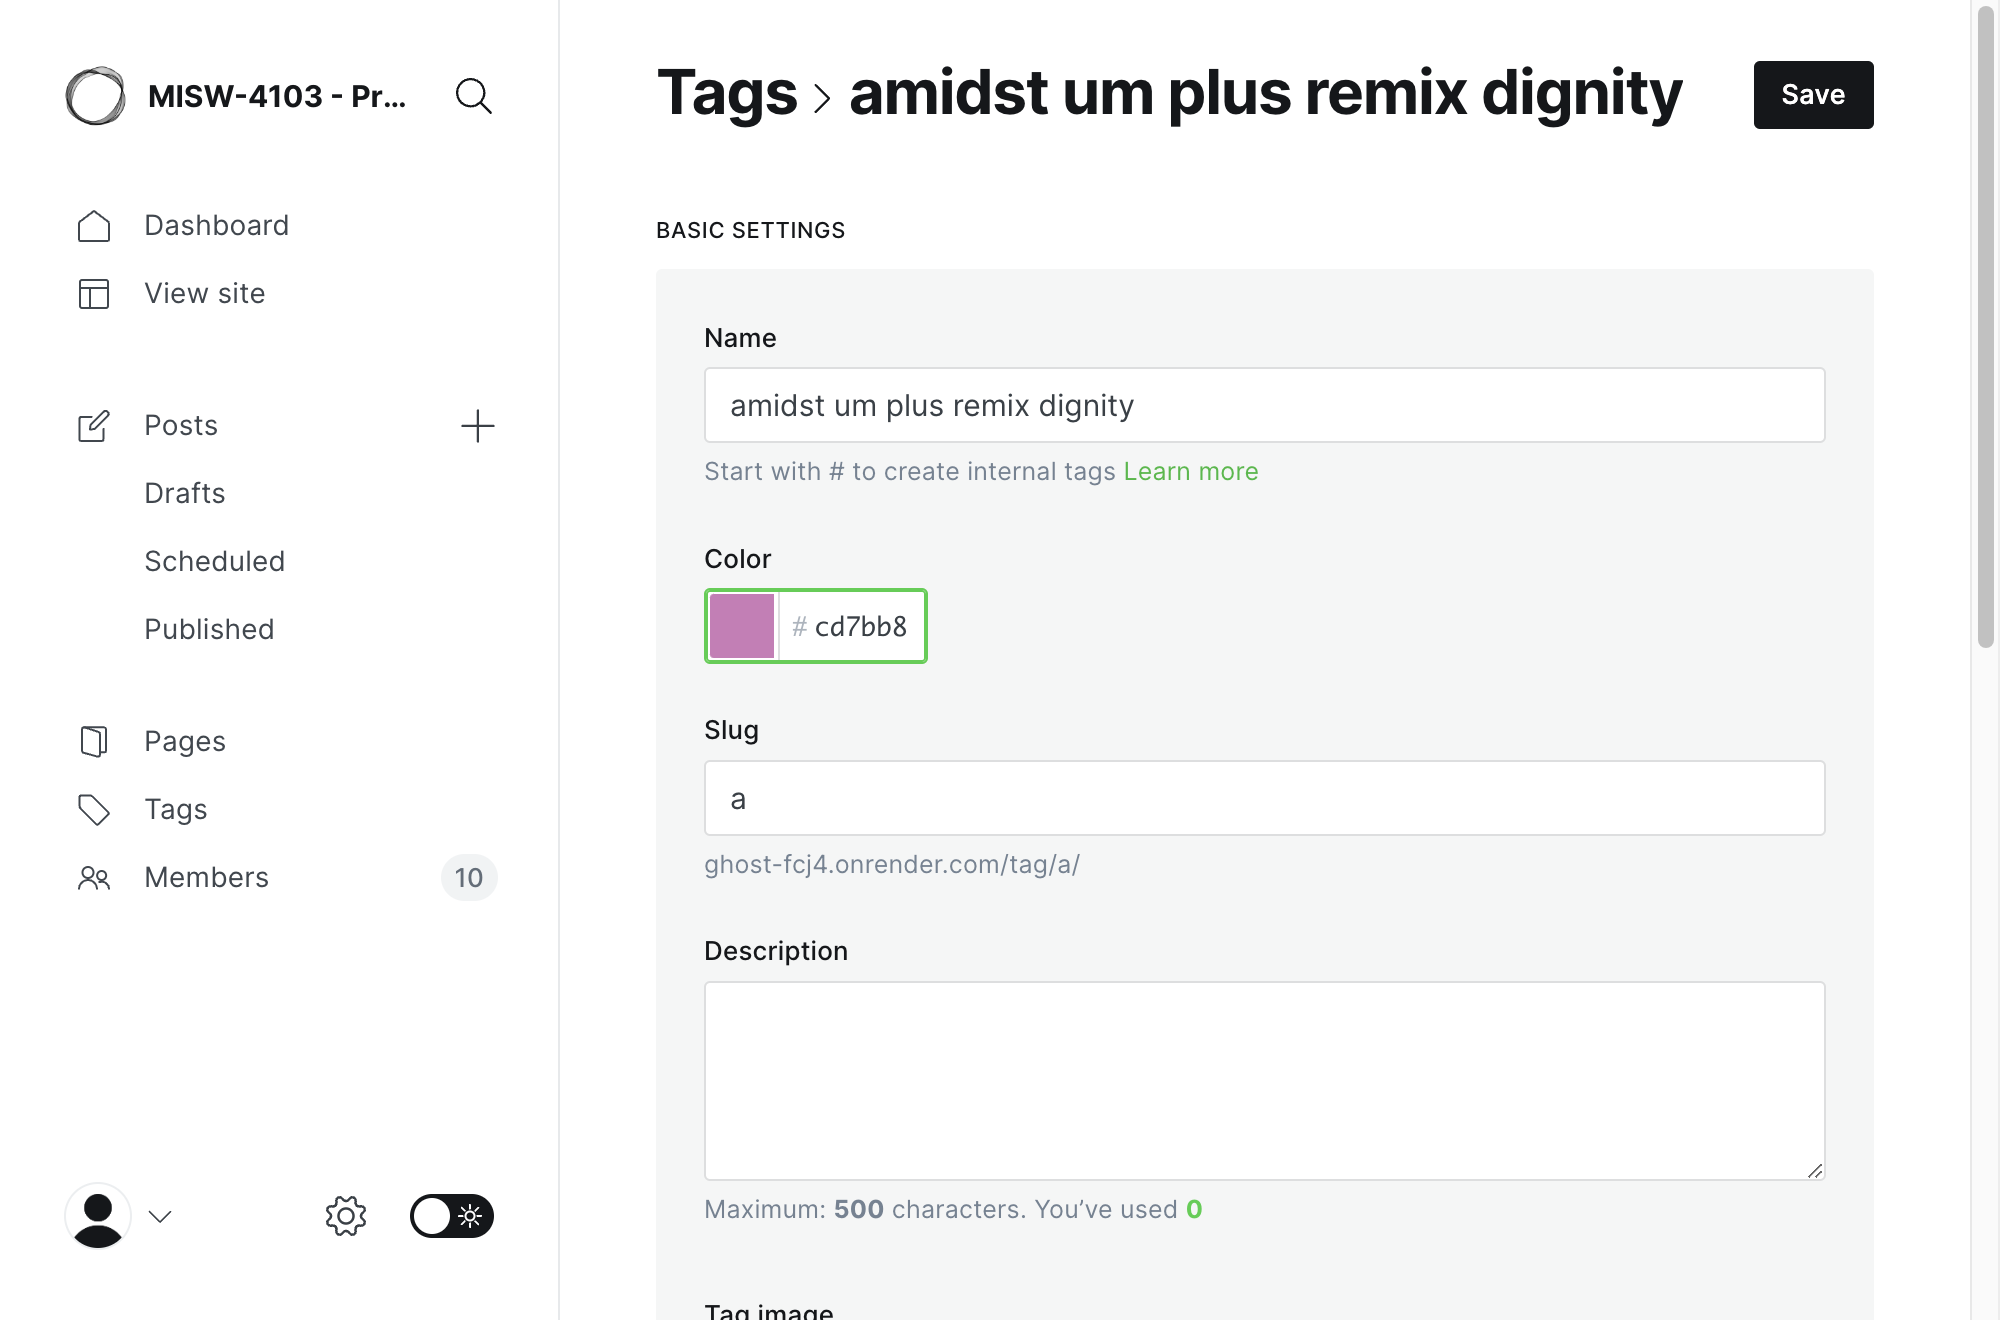 MISW-4103 - Pr...
Dashboard
View site
Posts
Drafts
Scheduled
Published
Pages
Tags
Members 10
Tags > amidst um plus remix dignity
Save
BASIC SETTINGS
Name
amidst um plus remix dignity
Start with # to create internal tags Learn more
Color
# cd7bb8
Slug
a
ghost-fcj4.onrender.com/tag/a/
Description
Maximum: 500 characters. You’ve used 0
Tag image